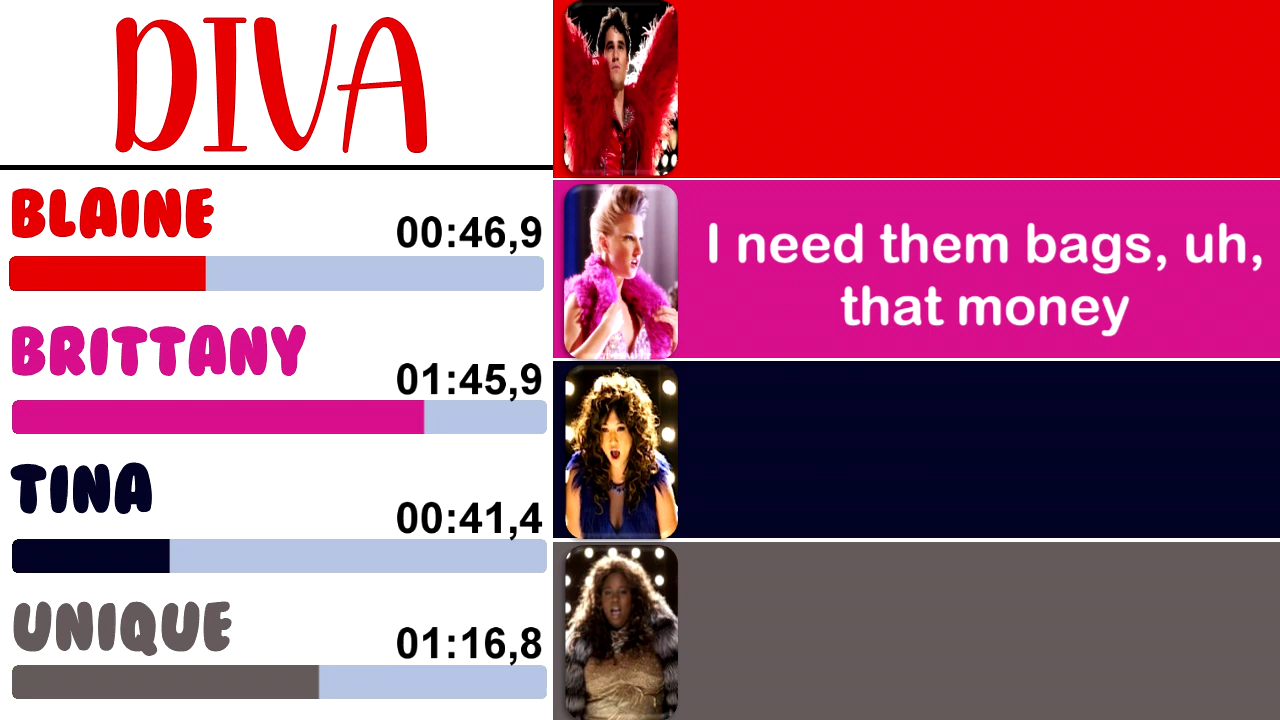 DIVA
BLAINE
00:46,9
BRITTANY
01:45,9
TINA
00:41,4
UNIQUE
01:16,8
I need them bags, uh,
that money